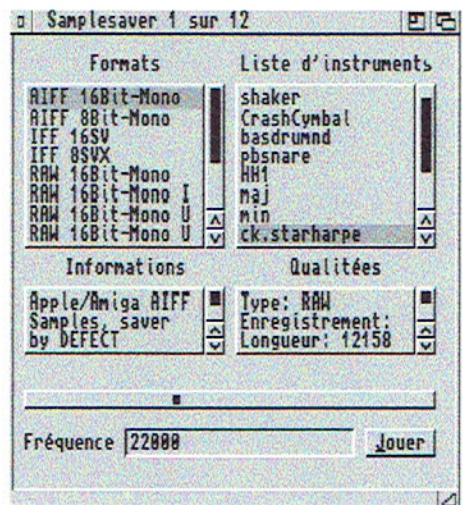 Samplesaver 1 sur 12
Formats
AIFF 16Bit-Mono
AIFF 8Bit-Mono
IFF 16SV
IFF 8SVX
RAW 16Bit-Mono
RAW 16Bit-Mono I
RAW 16Bit-Mono U
RAW 16Bit-Mono U
Liste d'instruments
shaker
CrashCymbal
basdrumnd
pbsnare
HH1
maj
min
ck.starharpe
Informations
Apple/Amiga AIFF
Samples, saver
by DEFECT
Qualitées
Type: RAW
Enregistrement:
Longueur: 12158
Fréquence 22000
Jouer